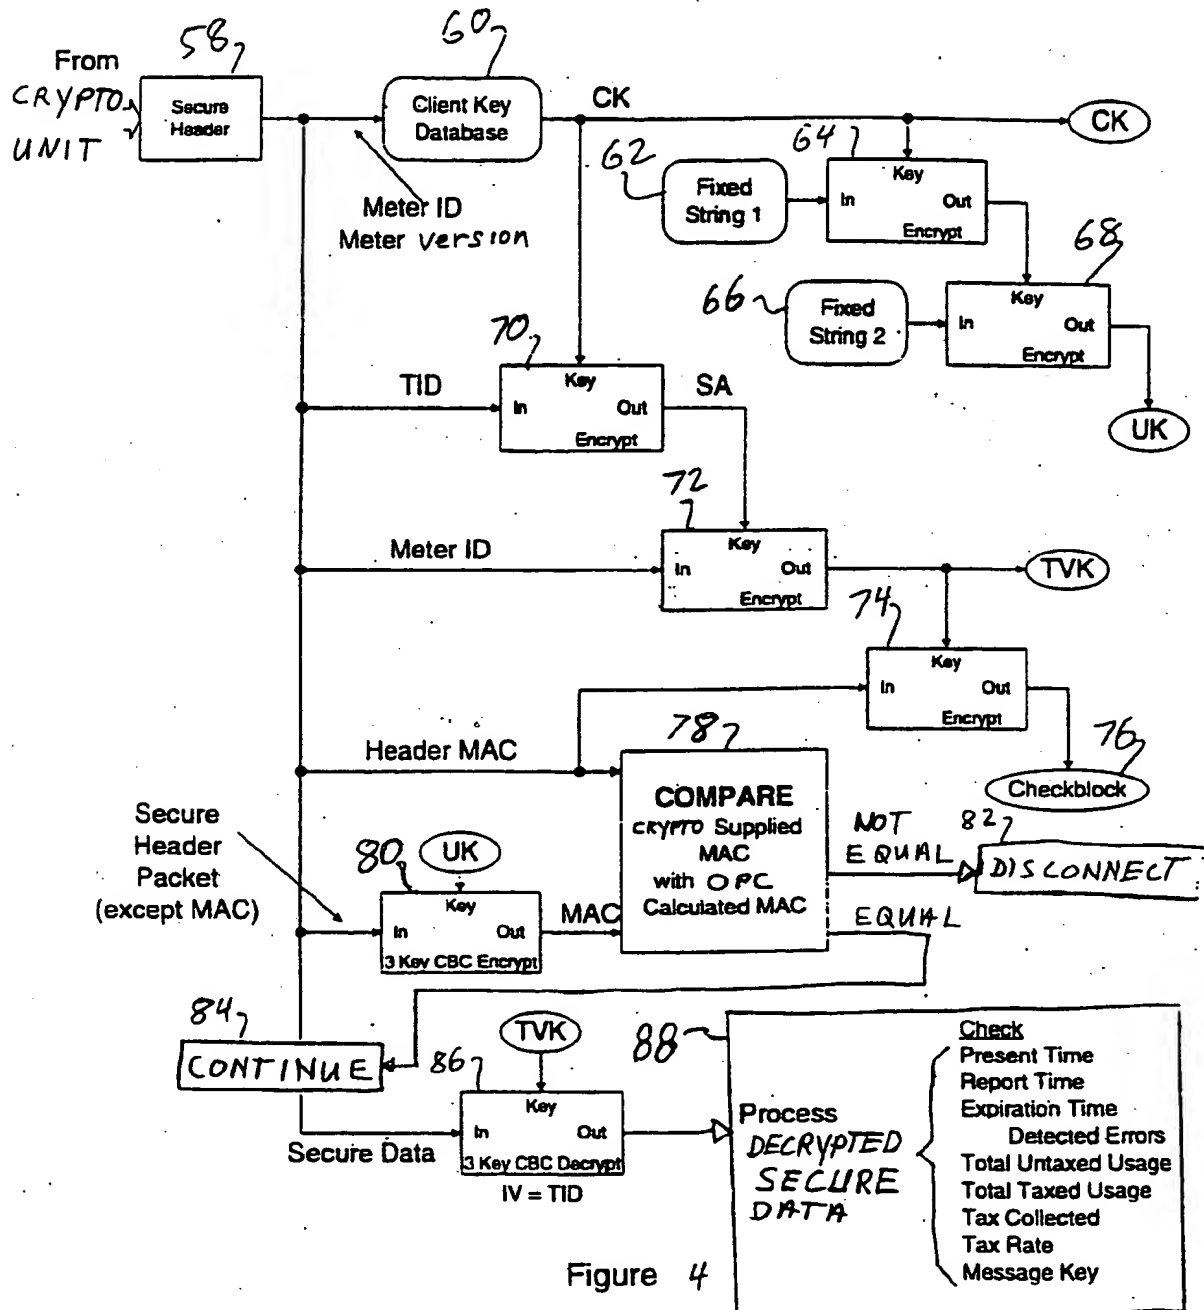 From
CRYPTO
UNIT
58
Secure
Header
60
Client Key
Database
CK
CK
Meter ID
Meter version
62
Fixed
String 1
64
Key
In
Out
Encrypt
66
Fixed
String 2
68
Key
In
Out
Encrypt
UK
70
TID
Key
In
Out
Encrypt
SA
72
Meter ID
Key
In
Out
Encrypt
TVK
74
Key
In
Out
Encrypt
76
Checkblock
Header MAC
78
COMPARE
CRYPTO Supplied
MAC
with OPC
Calculated MAC
NOT
EQUAL
82
DISCONNECT
EQUAL
Secure
Header
Packet
(except MAC)
80
UK
Key
In
Out
3 Key CBC Encrypt
MAC
84
CONTINUE
TVK
86
Key
In
Out
3 Key CBC Decrypt
IV = TID
Secure Data
88
Process
DECRYPTED
SECURE
DATA
Check
Present Time
Report Time
Expiration Time
Detected Errors
Total Untaxed Usage
Total Taxed Usage
Tax Collected
Tax Rate
Message Key
Figure 4